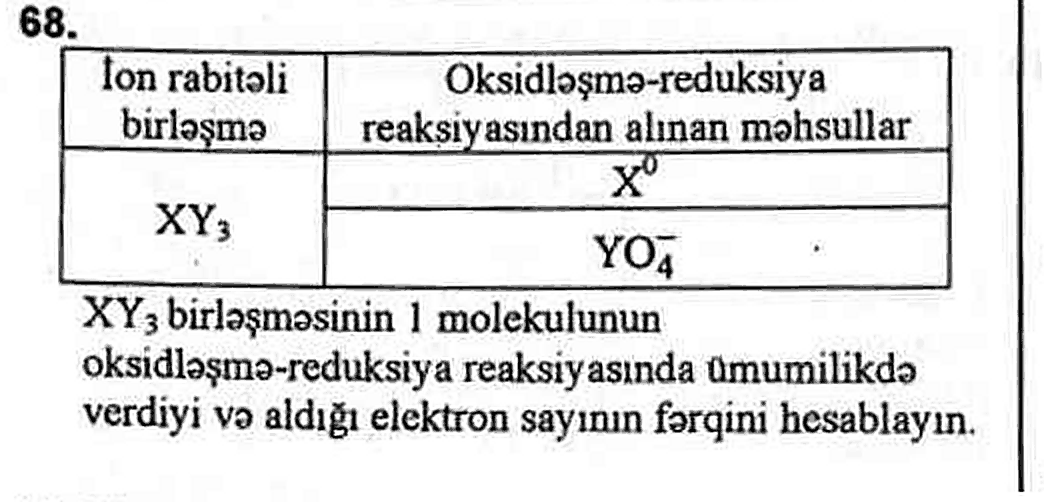 68.
İon rabitəli
birləşmə
Oksidləşmə-reduksiya
reaksiyasından alınan məhsullar
XY₃
X⁰
YO₄⁻
XY₃ birləşməsinin 1 molekulunun
oksidləşmə-reduksiya reaksiyasında ümumilikdə
verdiyi və aldığı elektron sayının fərqini hesablayın.